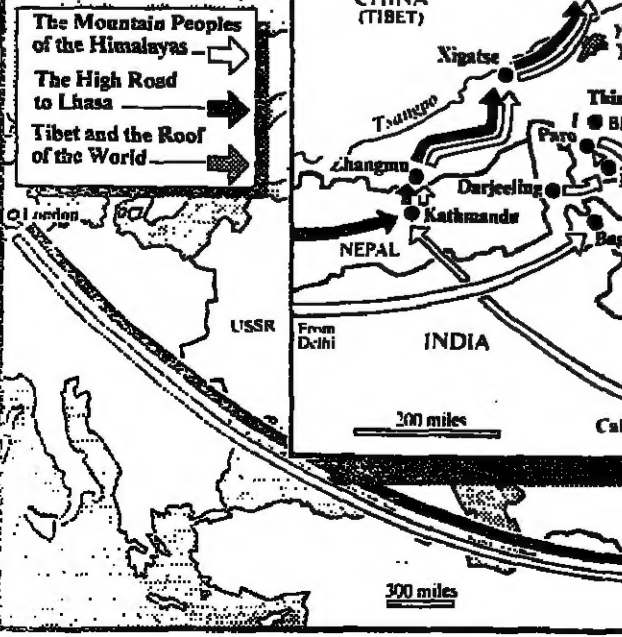 The Mountain Peoples
of the Himalayas
The High Road
to Lhasa
Tibet and the Roof
of the World
London
USSR
300 miles
CHINA
(TIBET)
Xigatse
Tsangpo
Zhangmu
Paro
Darjeeling
Kathmandu
NEPAL
From
Delhi
INDIA
200 miles